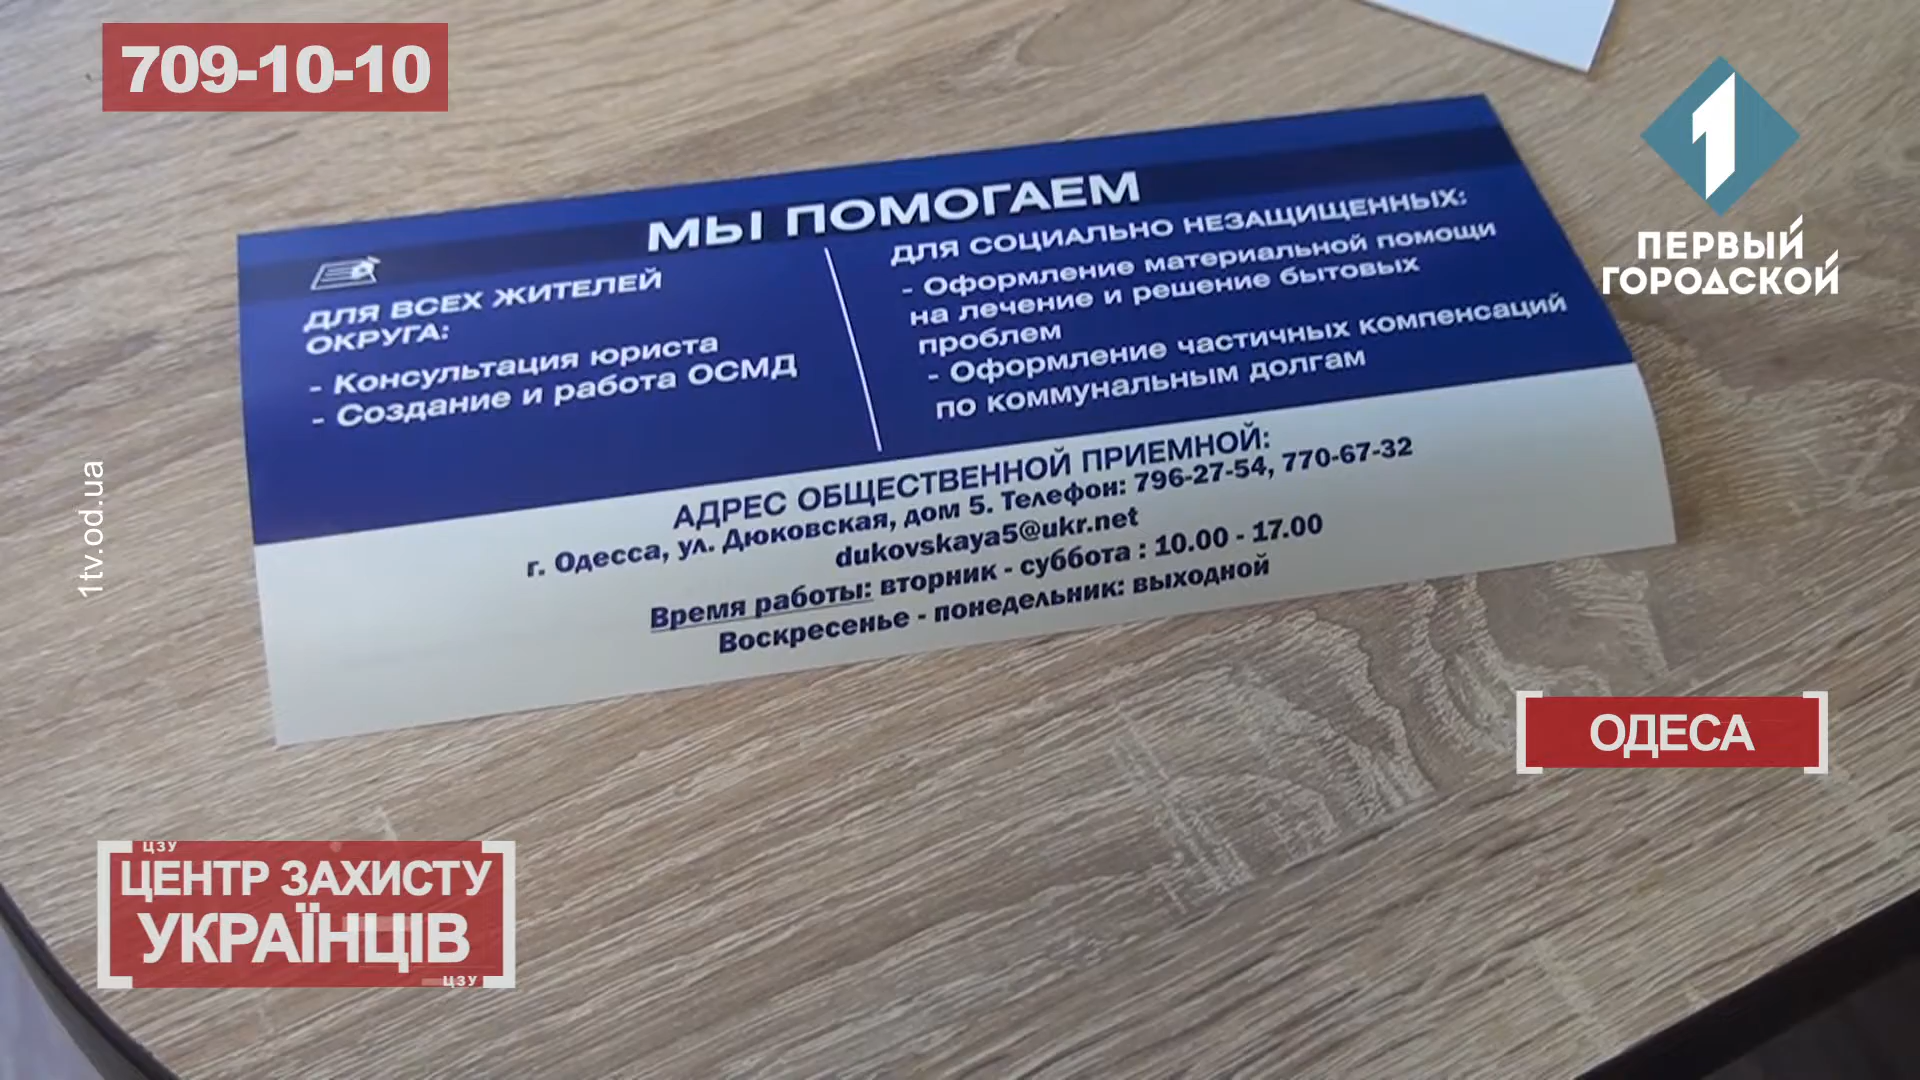 709-10-10
ПЕРВЫЙ
ГОРОДСКОЙ
1
МЫ ПОМОГАЕМ
ДЛЯ ВСЕХ ЖИТЕЛЕЙ
ОКРУГА:
- Консультация юриста
- Создание и работа ОСМД
ДЛЯ СОЦИАЛЬНО НЕЗАЩИЩЕННЫХ:
- Оформление материальной помощи
на лечение и решение бытовых
проблем
- Оформление частичных компенсаций
по коммунальным долгам
АДРЕС ОБЩЕСТВЕННОЙ ПРИЕМНОЙ:
г. Одесса, ул. Дюковская, дом 5. Телефон: 796-27-54, 770-67-32
dukovskaya5@ukr.net
Время работы: вторник - суббота : 10.00 - 17.00
Воскресенье - понедельник: выходной
1tv.od.ua
ОДЕСА
ЦЗУ
ЦЕНТР ЗАХИСТУ
УКРАЇНЦІВ
ЦЗУ